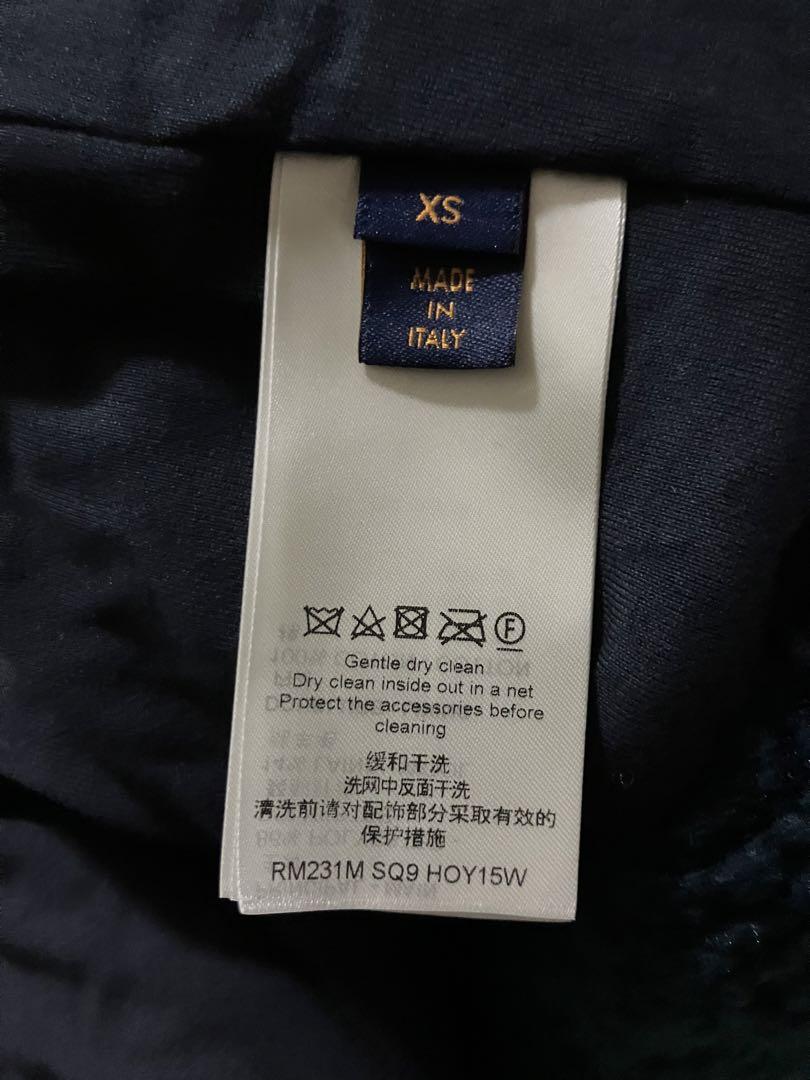 XS
MADE
IN
ITALY
F
Gentle dry clean
Dry clean inside out in a net
Protect the accessories before
cleaning
缓和干洗
洗网中反面干洗
清洗前请对配饰部分采取有效的
保护措施
RM231M SQ9 HOY15W